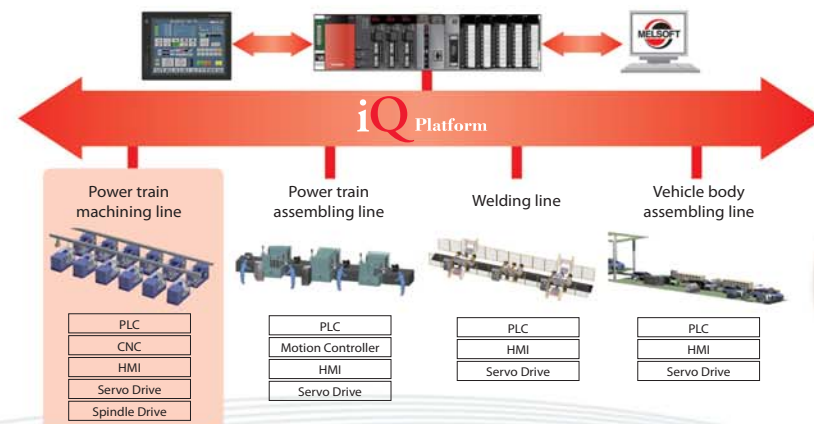 MELSOFT
iQ Platform
Power train
machining line
PLC
CNC
HMI
Servo Drive
Spindle Drive
Power train
assembling line
PLC
Motion Controller
HMI
Servo Drive
Welding line
PLC
HMI
Servo Drive
Vehicle body
assembling line
PLC
HMI
Servo Drive